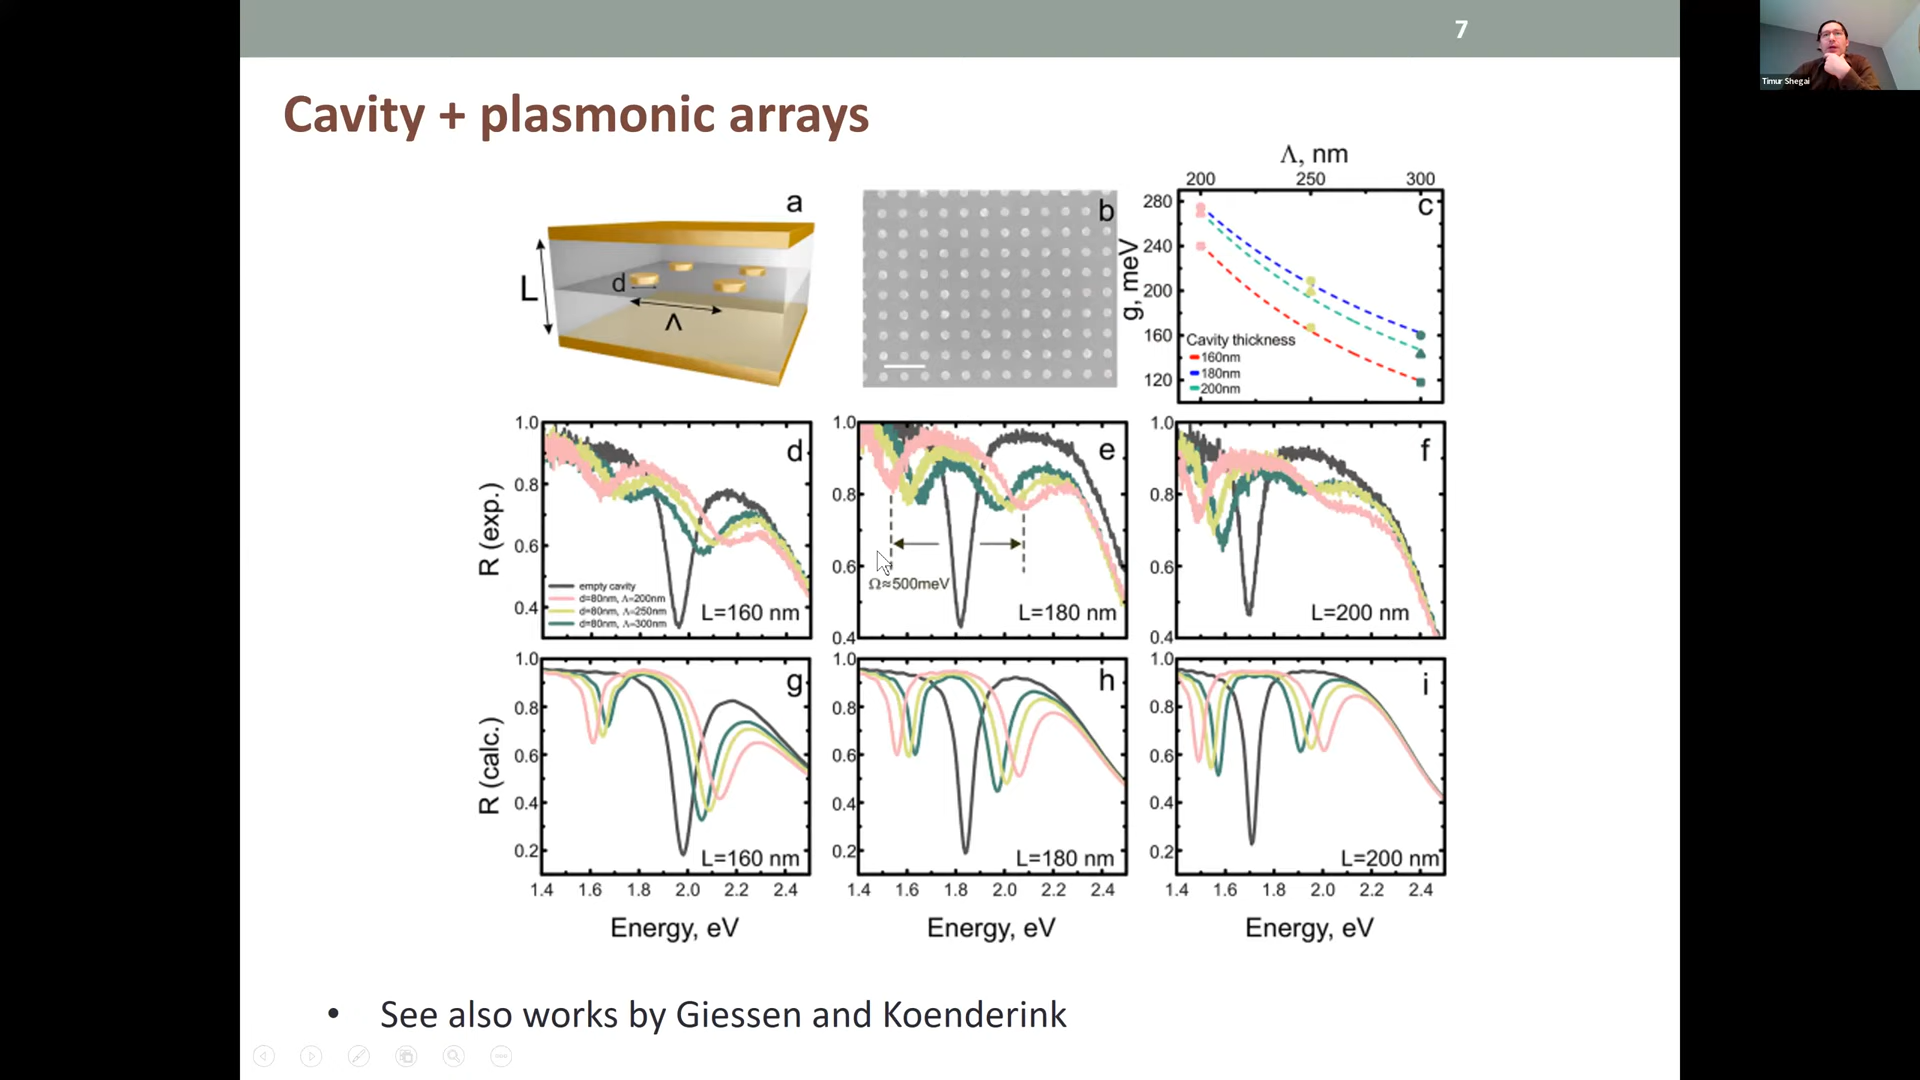 7
Timur Shegai
Cavity + plasmonic arrays
a
L
d
Λ
b
Λ, nm
200 250 300
c
280
240
200
160
120
g, meV
Cavity thickness
160nm
180nm
200nm
R (exp.)
1.0
0.8
0.6
0.4
d
empty cavity
d=80nm, Λ=200nm
d=80nm, Λ=250nm
d=80nm, Λ=300nm
L=160 nm
1.0
0.8
0.6
0.4
e
Ω≈500meV
L=180 nm
1.0
0.8
0.6
0.4
f
L=200 nm
R (calc.)
1.0
0.8
0.6
0.4
0.2
g
L=160 nm
1.4 1.6 1.8 2.0 2.2 2.4
Energy, eV
1.0
0.8
0.6
0.4
0.2
h
L=180 nm
1.4 1.6 1.8 2.0 2.2 2.4
Energy, eV
1.0
0.8
0.6
0.4
0.2
i
L=200 nm
1.4 1.6 1.8 2.0 2.2 2.4
Energy, eV
• See also works by Giessen and Koenderink